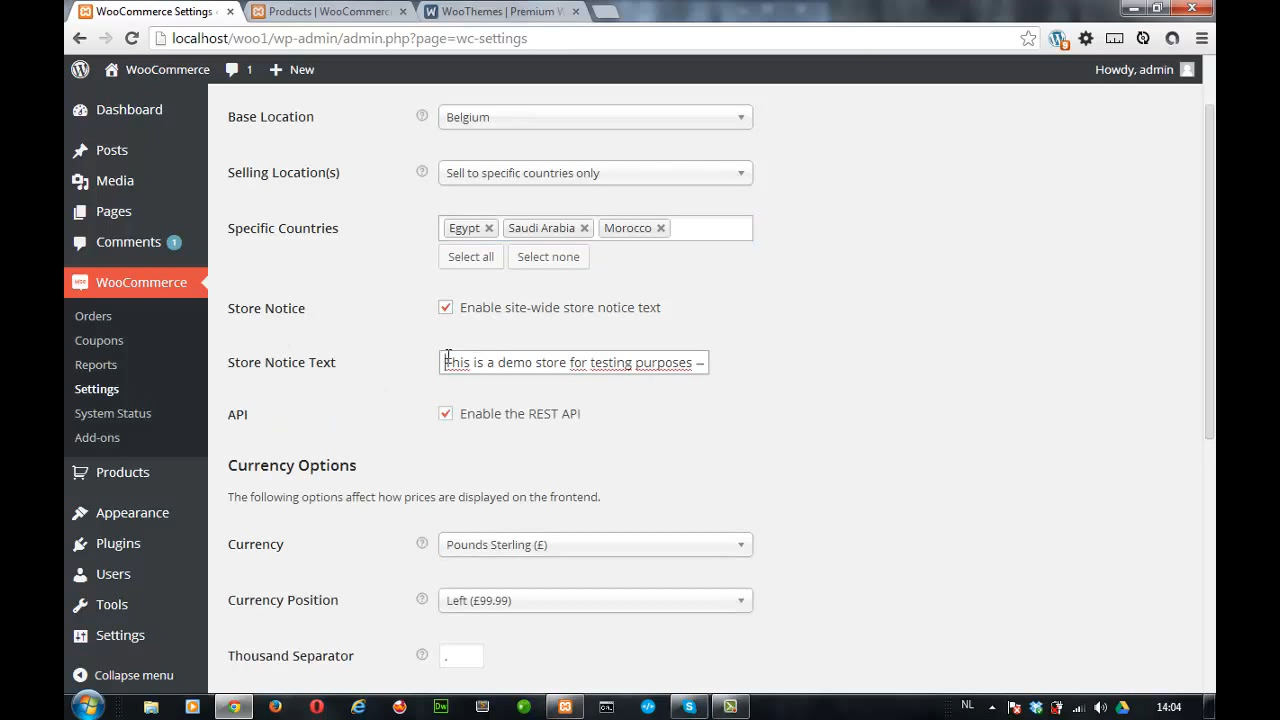 WooCommerce Settings
Products | WooCommerc
WooThemes | Premium W
localhost/woo1/wp-admin/admin.php?page=wc-settings
WooCommerce
1
New
Howdy, admin
Dashboard
Posts
Media
Pages
Comments 1
WooCommerce
Orders
Coupons
Reports
Settings
System Status
Add-ons
Products
Appearance
Plugins
Users
Tools
Settings
Collapse menu
Base Location ? Belgium
Selling Location(s) ? Sell to specific countries only
Specific Countries Egypt Saudi Arabia Morocco
Select all Select none
Store Notice Enable site-wide store notice text
Store Notice Text This is a demo store for testing purposes —
API Enable the REST API
Currency Options
The following options affect how prices are displayed on the frontend.
Currency ? Pounds Sterling (£)
Currency Position ? Left (£99.99)
Thousand Separator ? ,
NL 14:04